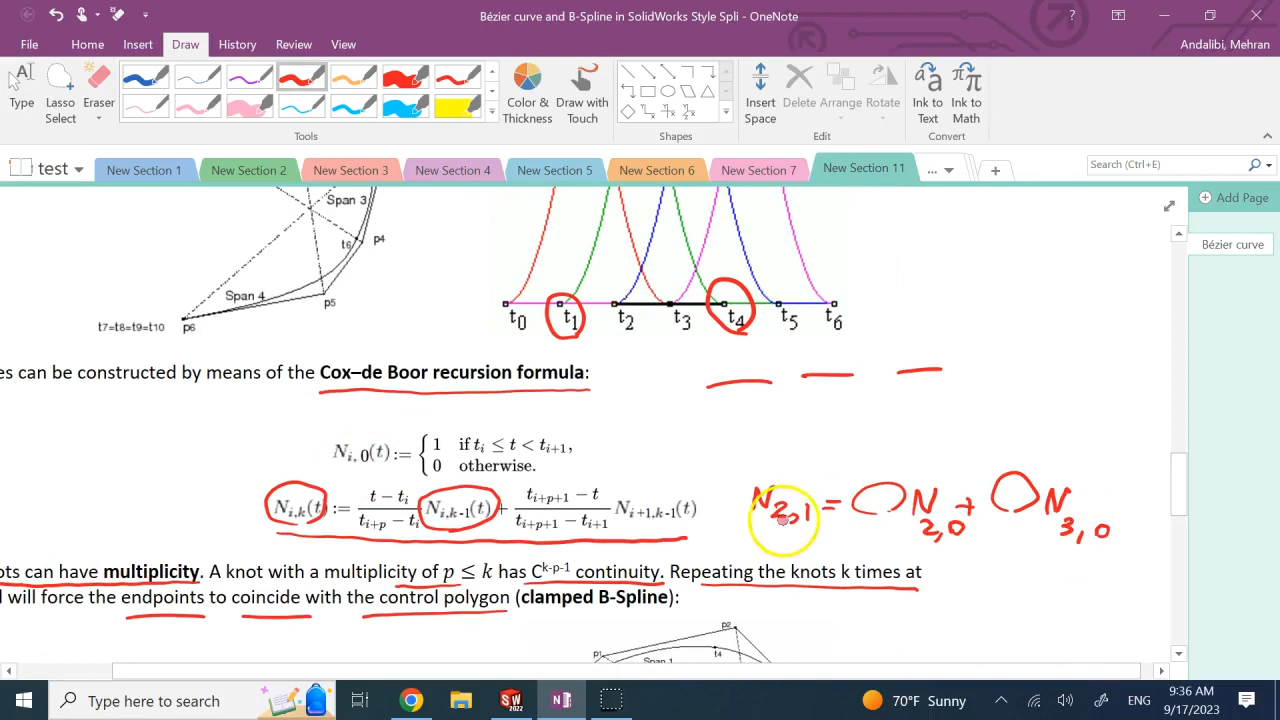 Bézier curve and B-Spline in SolidWorks Style Spli - OneNote
?
File Home Insert Draw History Review View
Andalibi, Mehran
Type
Lasso Select
Eraser
Color & Thickness
Draw with Touch
Insert Space
Delete
Arrange
Rotate
Ink to Text
Ink to Math
Tools
Shapes
Edit
Convert
test
New Section 1
New Section 2
New Section 3
New Section 4
New Section 5
New Section 6
New Section 7
New Section 11
...
Search (Ctrl+E)
Add Page
Bézier curve
Span 3
t6
p4
Span 4
p5
p6
t7=t8=t9=t10
t0 t1 t2 t3 t4 t5 t6
es can be constructed by means of the Cox–de Boor recursion formula:
N_{i,0}(t) := { 1 if t_i ≤ t < t_{i+1},
0 otherwise.
N_{i,k}(t) := (t − t_i)/(t_{i+p} − t_i) N_{i,k-1}(t) + (t_{i+p+1} − t)/(t_{i+p+1} − t_{i+1}) N_{i+1,k-1}(t)
N_{2,1} = N_{2,0} + N_{3,0}
ots can have multiplicity. A knot with a multiplicity of p ≤ k has C^{k-p-1} continuity. Repeating the knots k times at
d will force the endpoints to coincide with the control polygon (clamped B-Spline):
p2
p1
t4
Span 1
Type here to search
SW 2022
N
70°F Sunny
ENG
9:36 AM
9/17/2023